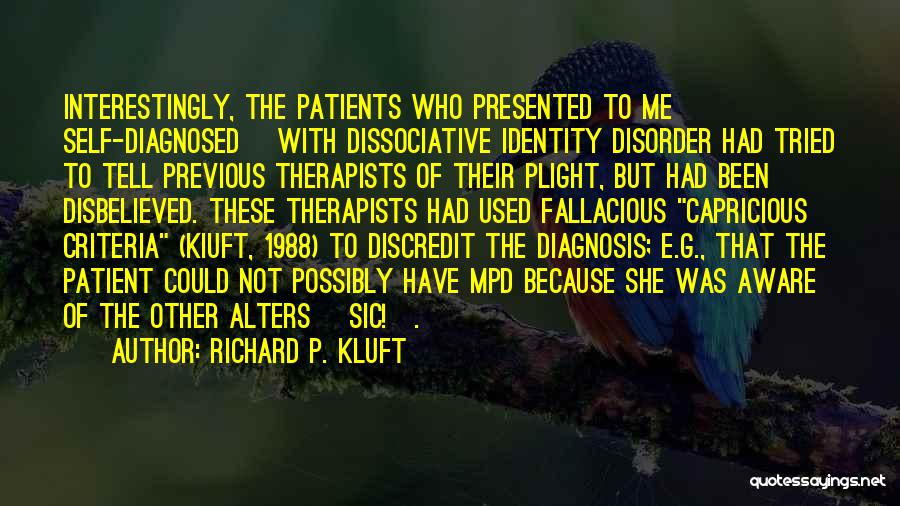 INTERESTINGLY, THE PATIENTS WHO PRESENTED TO ME
SELF-DIAGNOSED WITH DISSOCIATIVE IDENTITY DISORDER HAD TRIED
TO TELL PREVIOUS THERAPISTS OF THEIR PLIGHT, BUT HAD BEEN
DISBELIEVED. THESE THERAPISTS HAD USED FALLACIOUS "CAPRICIOUS
CRITERIA" (KIUFT, 1988) TO DISCREDIT THE DIAGNOSIS; E.G., THAT THE
PATIENT COULD NOT POSSIBLY HAVE MPD BECAUSE SHE WAS AWARE
OF THE OTHER ALTERS SIC! .
AUTHOR: RICHARD P. KLUFT
quotessayings.net